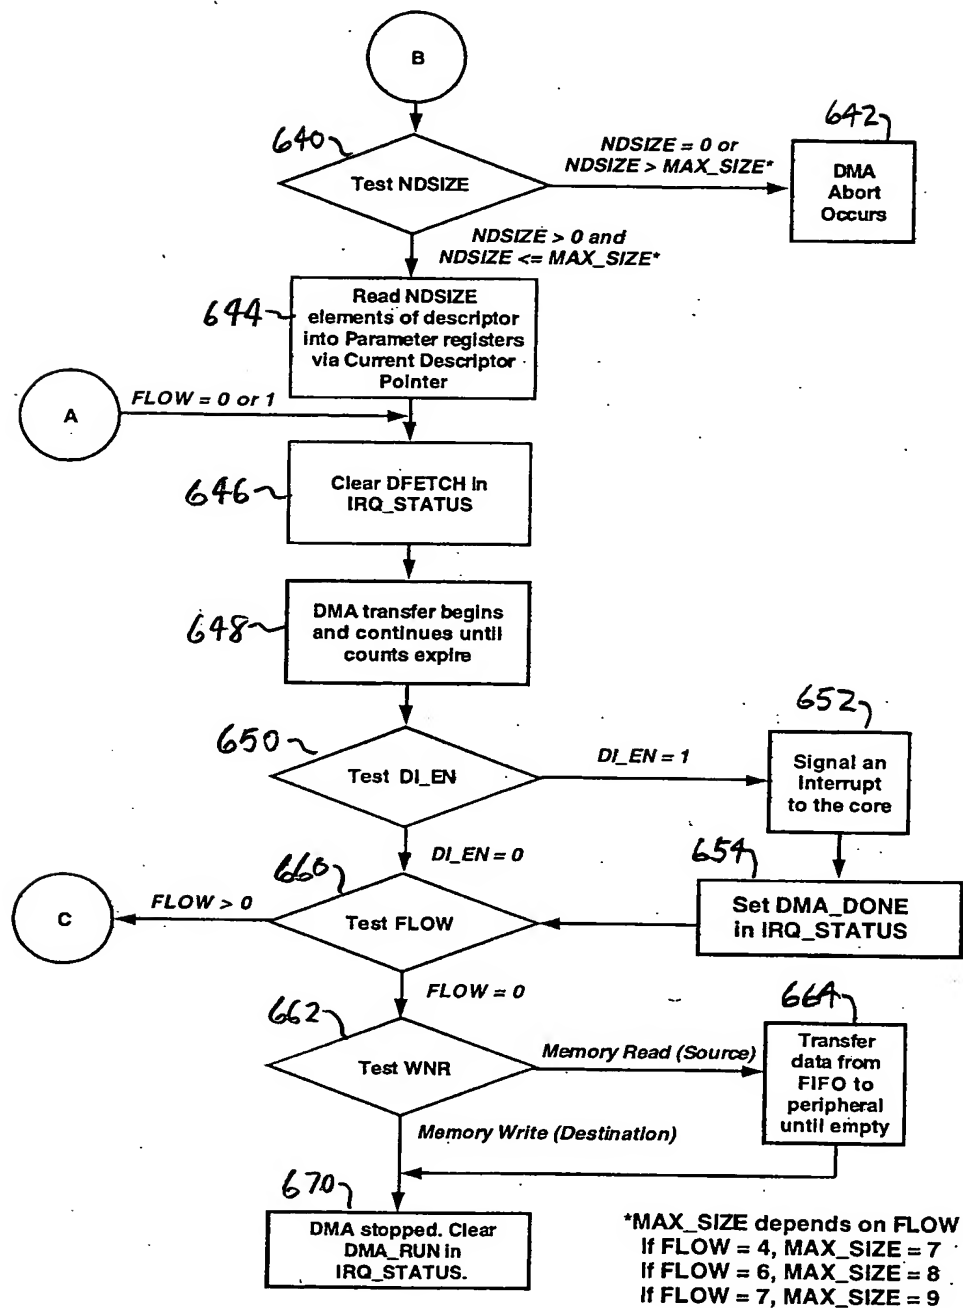 B
640
Test NDSIZE
NDSIZE = 0 or
NDSIZE > MAX_SIZE*
642
DMA
Abort
Occurs
NDSIZE > 0 and
NDSIZE <= MAX_SIZE*
644
Read NDSIZE
elements of descriptor
into Parameter registers
via Current Descriptor
Pointer
A
FLOW = 0 or 1
646
Clear DFETCH in
IRQ_STATUS
648
DMA transfer begins
and continues until
counts expire
650
Test DI_EN
DI_EN = 1
652
Signal an
Interrupt
to the core
DI_EN = 0
654
Set DMA_DONE
in IRQ_STATUS
660
Test FLOW
FLOW > 0
C
FLOW = 0
662
Test WNR
Memory Read (Source)
664
Transfer
data from
FIFO to
peripheral
until empty
Memory Write (Destination)
670
DMA stopped. Clear
DMA_RUN in
IRQ_STATUS.
*MAX_SIZE depends on FLOW
If FLOW = 4, MAX_SIZE = 7
If FLOW = 6, MAX_SIZE = 8
If FLOW = 7, MAX_SIZE = 9